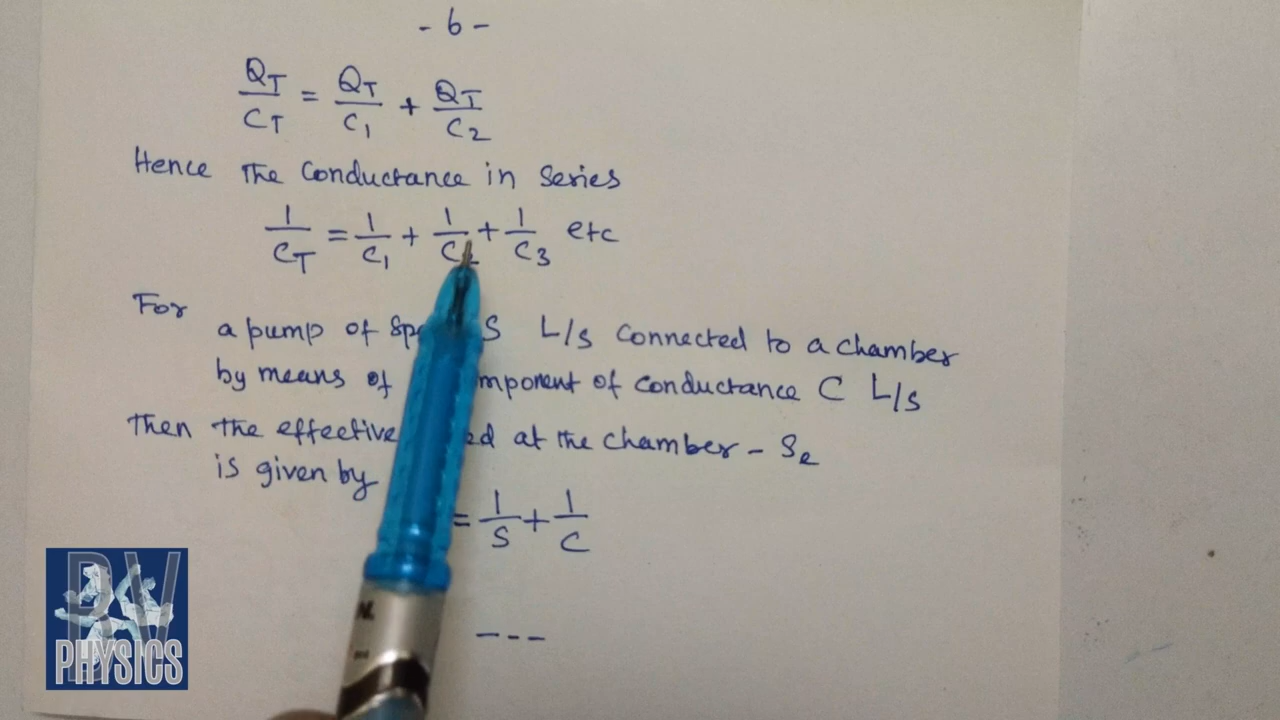 - 6 -
QT/CT = QT/C1 + QT/C2
Hence the Conductance in Series
1/CT = 1/C1 + 1/C2 + 1/C3 etc
For
a pump of S L/s Connected to a chamber
by means of of conductance C L/s
Then the effective at the chamber - Se
is given by
= 1/S + 1/C
---
RV
PHYSICS